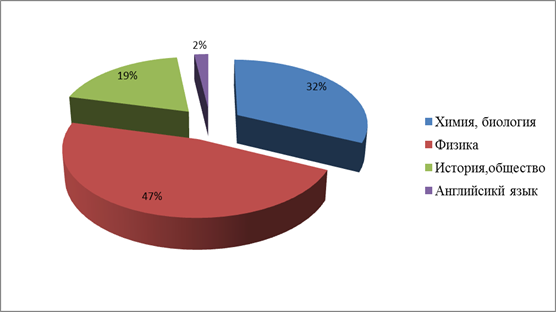 2%
19%
32%
47%
Химия, биология
Физика
История,общество
Английсикй язык